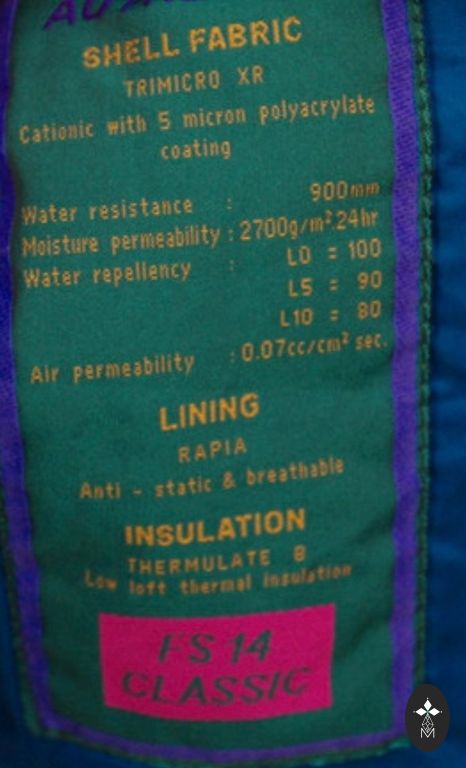 SHELL FABRIC
TRIMICRO XR
Cationic with 5 micron polyacrylate
coating
Water resistance : 900mm
Moisture permeability : 2700g/m².24hr
Water repellency : L0 = 100
L5 = 90
L10 = 80
Air permeability : 0.07cc/cm² sec.
LINING
RAPIA
Anti - static & breathable
INSULATION
THERMULATE 8
Low loft thermal insulation
FS 14
CLASSIC
M